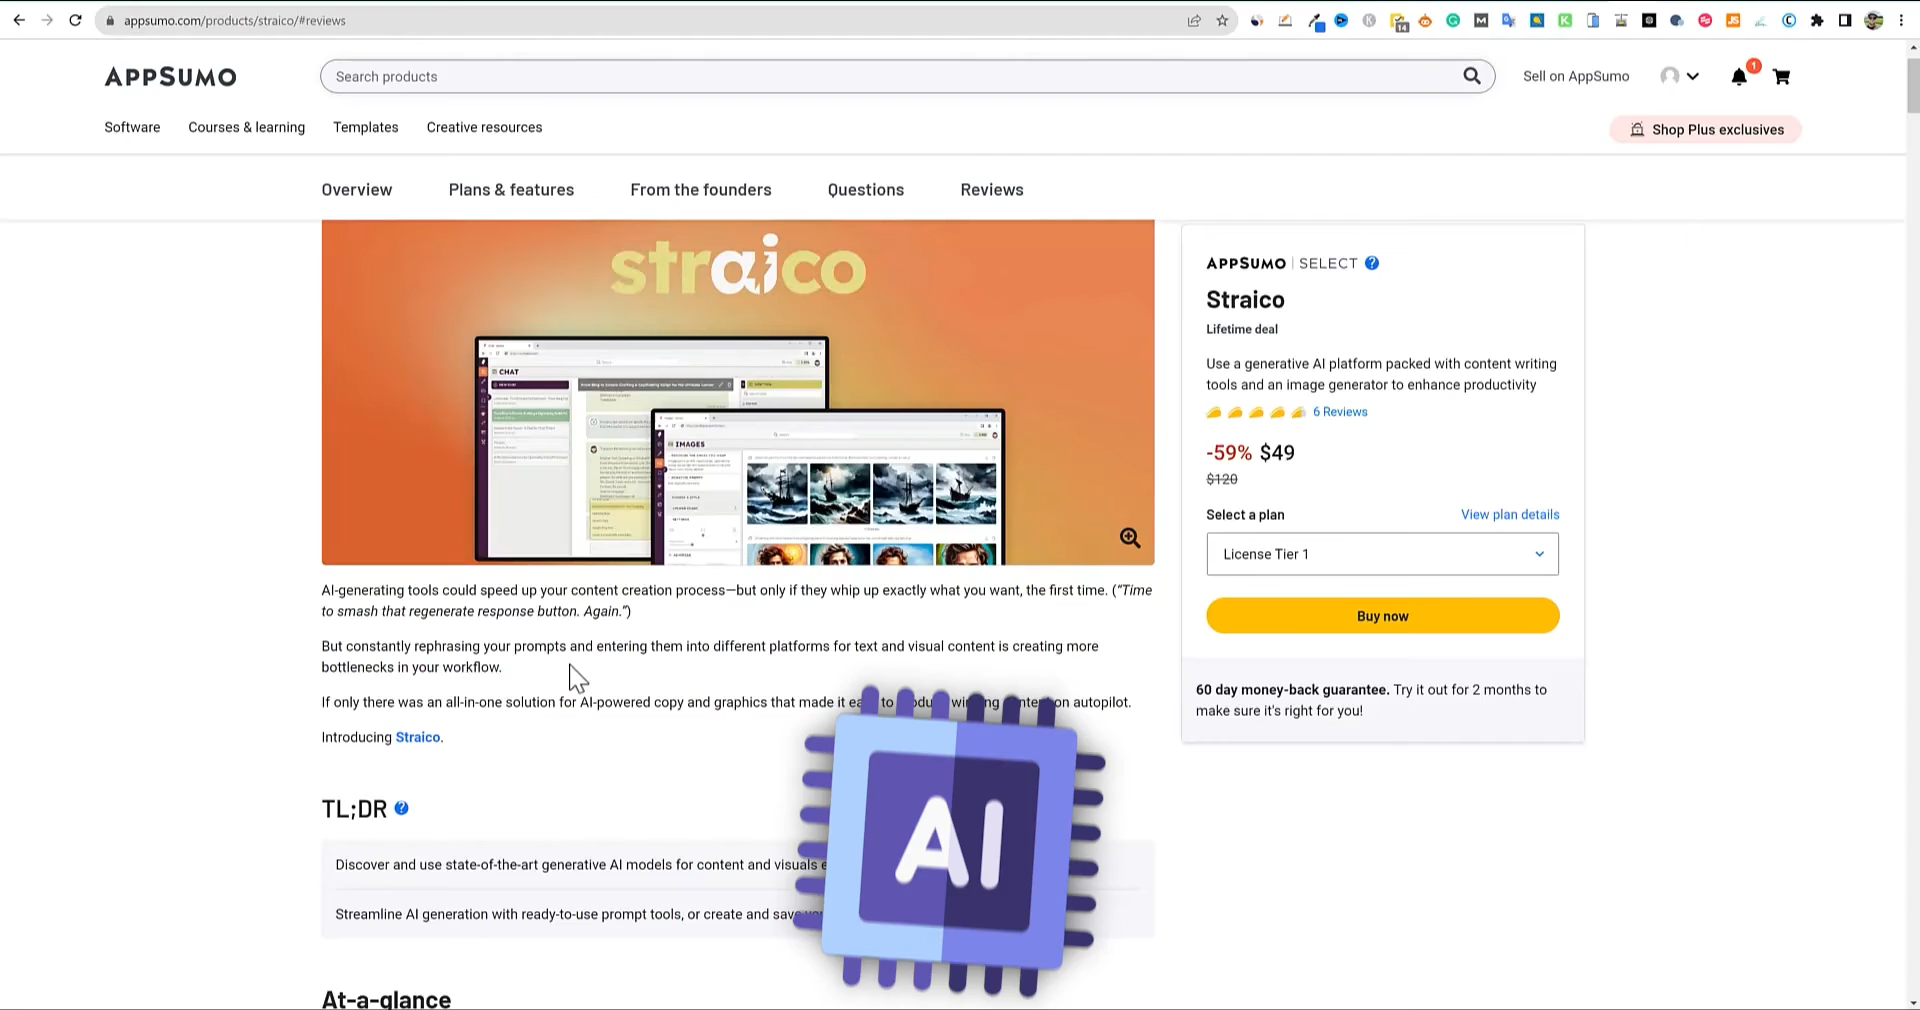 appsumo.com/products/straico/#reviews
14
APPSUMO
Search products
Sell on AppSumo
1
Software
Courses & learning
Templates
Creative resources
Shop Plus exclusives
Overview
Plans & features
From the founders
Questions
Reviews
straico
CHAT
IMAGES
AI-generating tools could speed up your content creation process—but only if they whip up exactly what you want, the first time. (“Time
to smash that regenerate response button. Again.”)
But constantly rephrasing your prompts and entering them into different platforms for text and visual content is creating more
bottlenecks in your workflow.
If only there was an all-in-one solution for AI-powered copy and graphics that made it to on autopilot.
Introducing Straico.
TL;DR ?
Discover and use state-of-the-art generative AI models for content and visuals
Streamline AI generation with ready-to-use prompt tools, or create and save
At-a-glance
AI
APPSUMO | SELECT ?
Straico
Lifetime deal
Use a generative AI platform packed with content writing
tools and an image generator to enhance productivity
6 Reviews
-59% $49
$120
Select a plan
View plan details
License Tier 1
Buy now
60 day money-back guarantee. Try it out for 2 months to
make sure it's right for you!